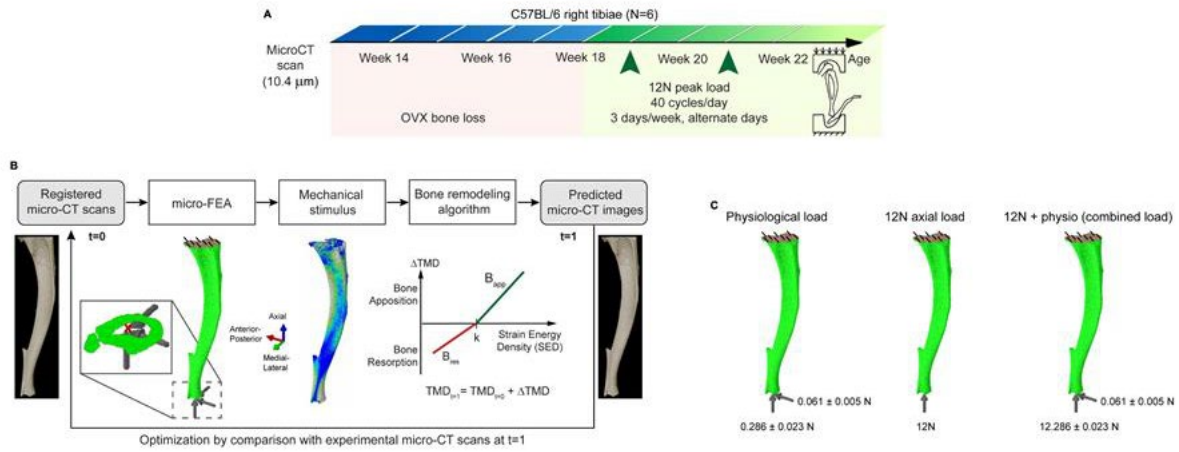 A
C57BL/6 right tibiae (N=6)
MicroCT
scan
(10.4 µm)
Week 14
Week 16
Week 18
Week 20
Week 22
Age
OVX bone loss
12N peak load
40 cycles/day
3 days/week, alternate days
B
Registered
micro-CT scans
micro-FEA
Mechanical
stimulus
Bone remodeling
algorithm
Predicted
micro-CT images
t=0
t=1
X
Axial
Anterior-
Posterior
Medial-
Lateral
ΔTMD
Bone
Apposition
Bone
Resorption
B_app
B_res
k
Strain Energy
Density (SED)
TMD_t=1 = TMD_t=0 + ΔTMD
Optimization by comparison with experimental micro-CT scans at t=1
C
Physiological load
12N axial load
12N + physio (combined load)
0.061 ± 0.005 N
0.286 ± 0.023 N
12N
0.061 ± 0.005 N
12.286 ± 0.023 N